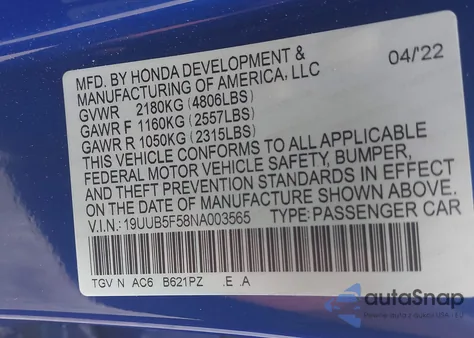 MFD. BY HONDA DEVELOPMENT & 04/'22
MANUFACTURING OF AMERICA, LLC
GVWR 2180KG (4806LBS)
GAWR F 1160KG (2557LBS)
GAWR R 1050KG (2315LBS)
THIS VEHICLE CONFORMS TO ALL APPLICABLE
FEDERAL MOTOR VEHICLE SAFETY, BUMPER,
AND THEFT PREVENTION STANDARDS IN EFFECT
ON THE DATE OF MANUFACTURE SHOWN ABOVE.
V.I.N.: 19UUB5F58NA003565 TYPE: PASSENGER CAR
TGV N AC6 B621PZ .E .A
autoSnap